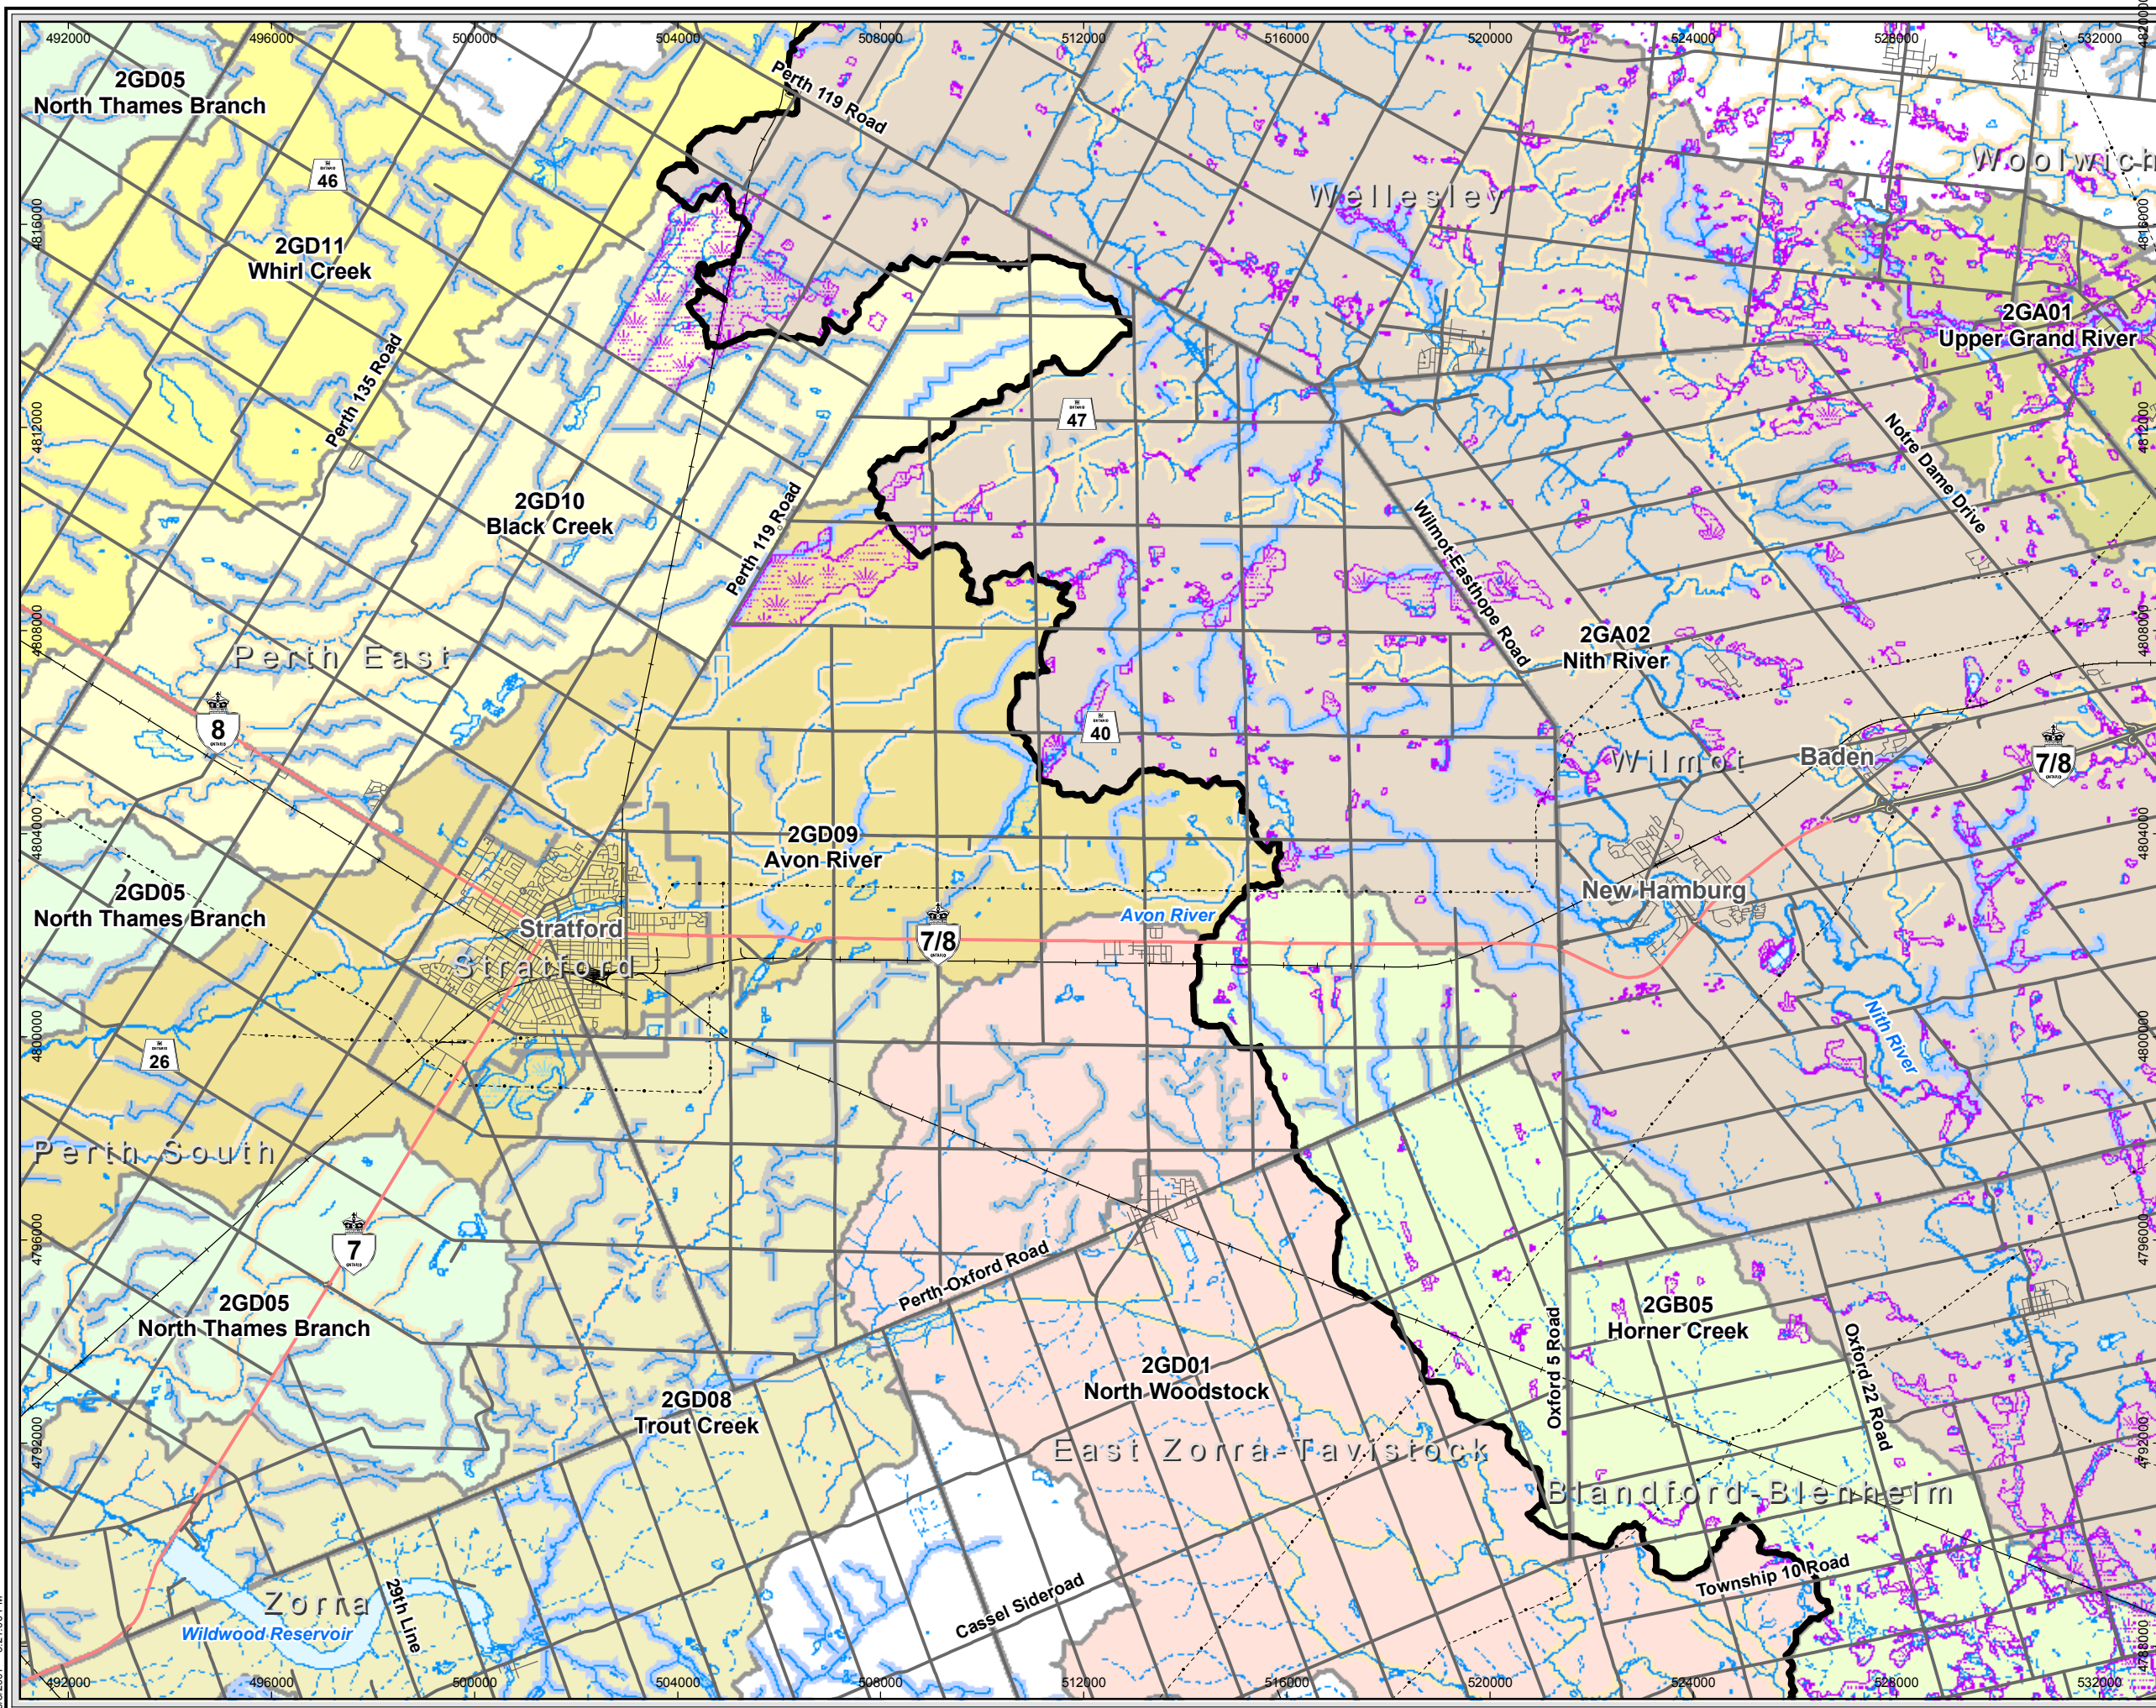 492000
496000
500000
504000
508000
512000
516000
520000
524000
528000
532000
4820000
2GD05
North Thames Branch
Perth 119 Road
46
Woolwich
Wellesley
4816000
4816000
2GD11
Whirl Creek
2GA01
Upper Grand River
Perth 135 Road
47
4812000
4812000
Notre Dame Drive
2GD10
Black Creek
Perth 119 Road
Wilmot-Easthope Road
4808000
4808000
Perth East
2GA02
Nith River
8
ONTARIO
40
Wilmot
Baden
7/8
ONTARIO
4804000
4804000
2GD09
Avon River
2GD05
North Thames Branch
New Hamburg
Avon River
Stratford
7/8
ONTARIO
Stratford
Nith River
4800000
4800000
26
Perth South
7
ONTARIO
4796000
4796000
Perth-Oxford Road
2GD05
North Thames Branch
2GB05
Horner Creek
Oxford 5 Road
Oxford 22 Road
2GD01
North Woodstock
2GD08
Trout Creek
4792000
4792000
East Zorra-Tavistock
Blandford-Blenheim
Township 10 Road
Zorra
29th Line
Cassel Sideroad
Wildwood Reservoir
4788000
492000
496000
500000
504000
508000
512000
516000
520000
524000
528000
532000